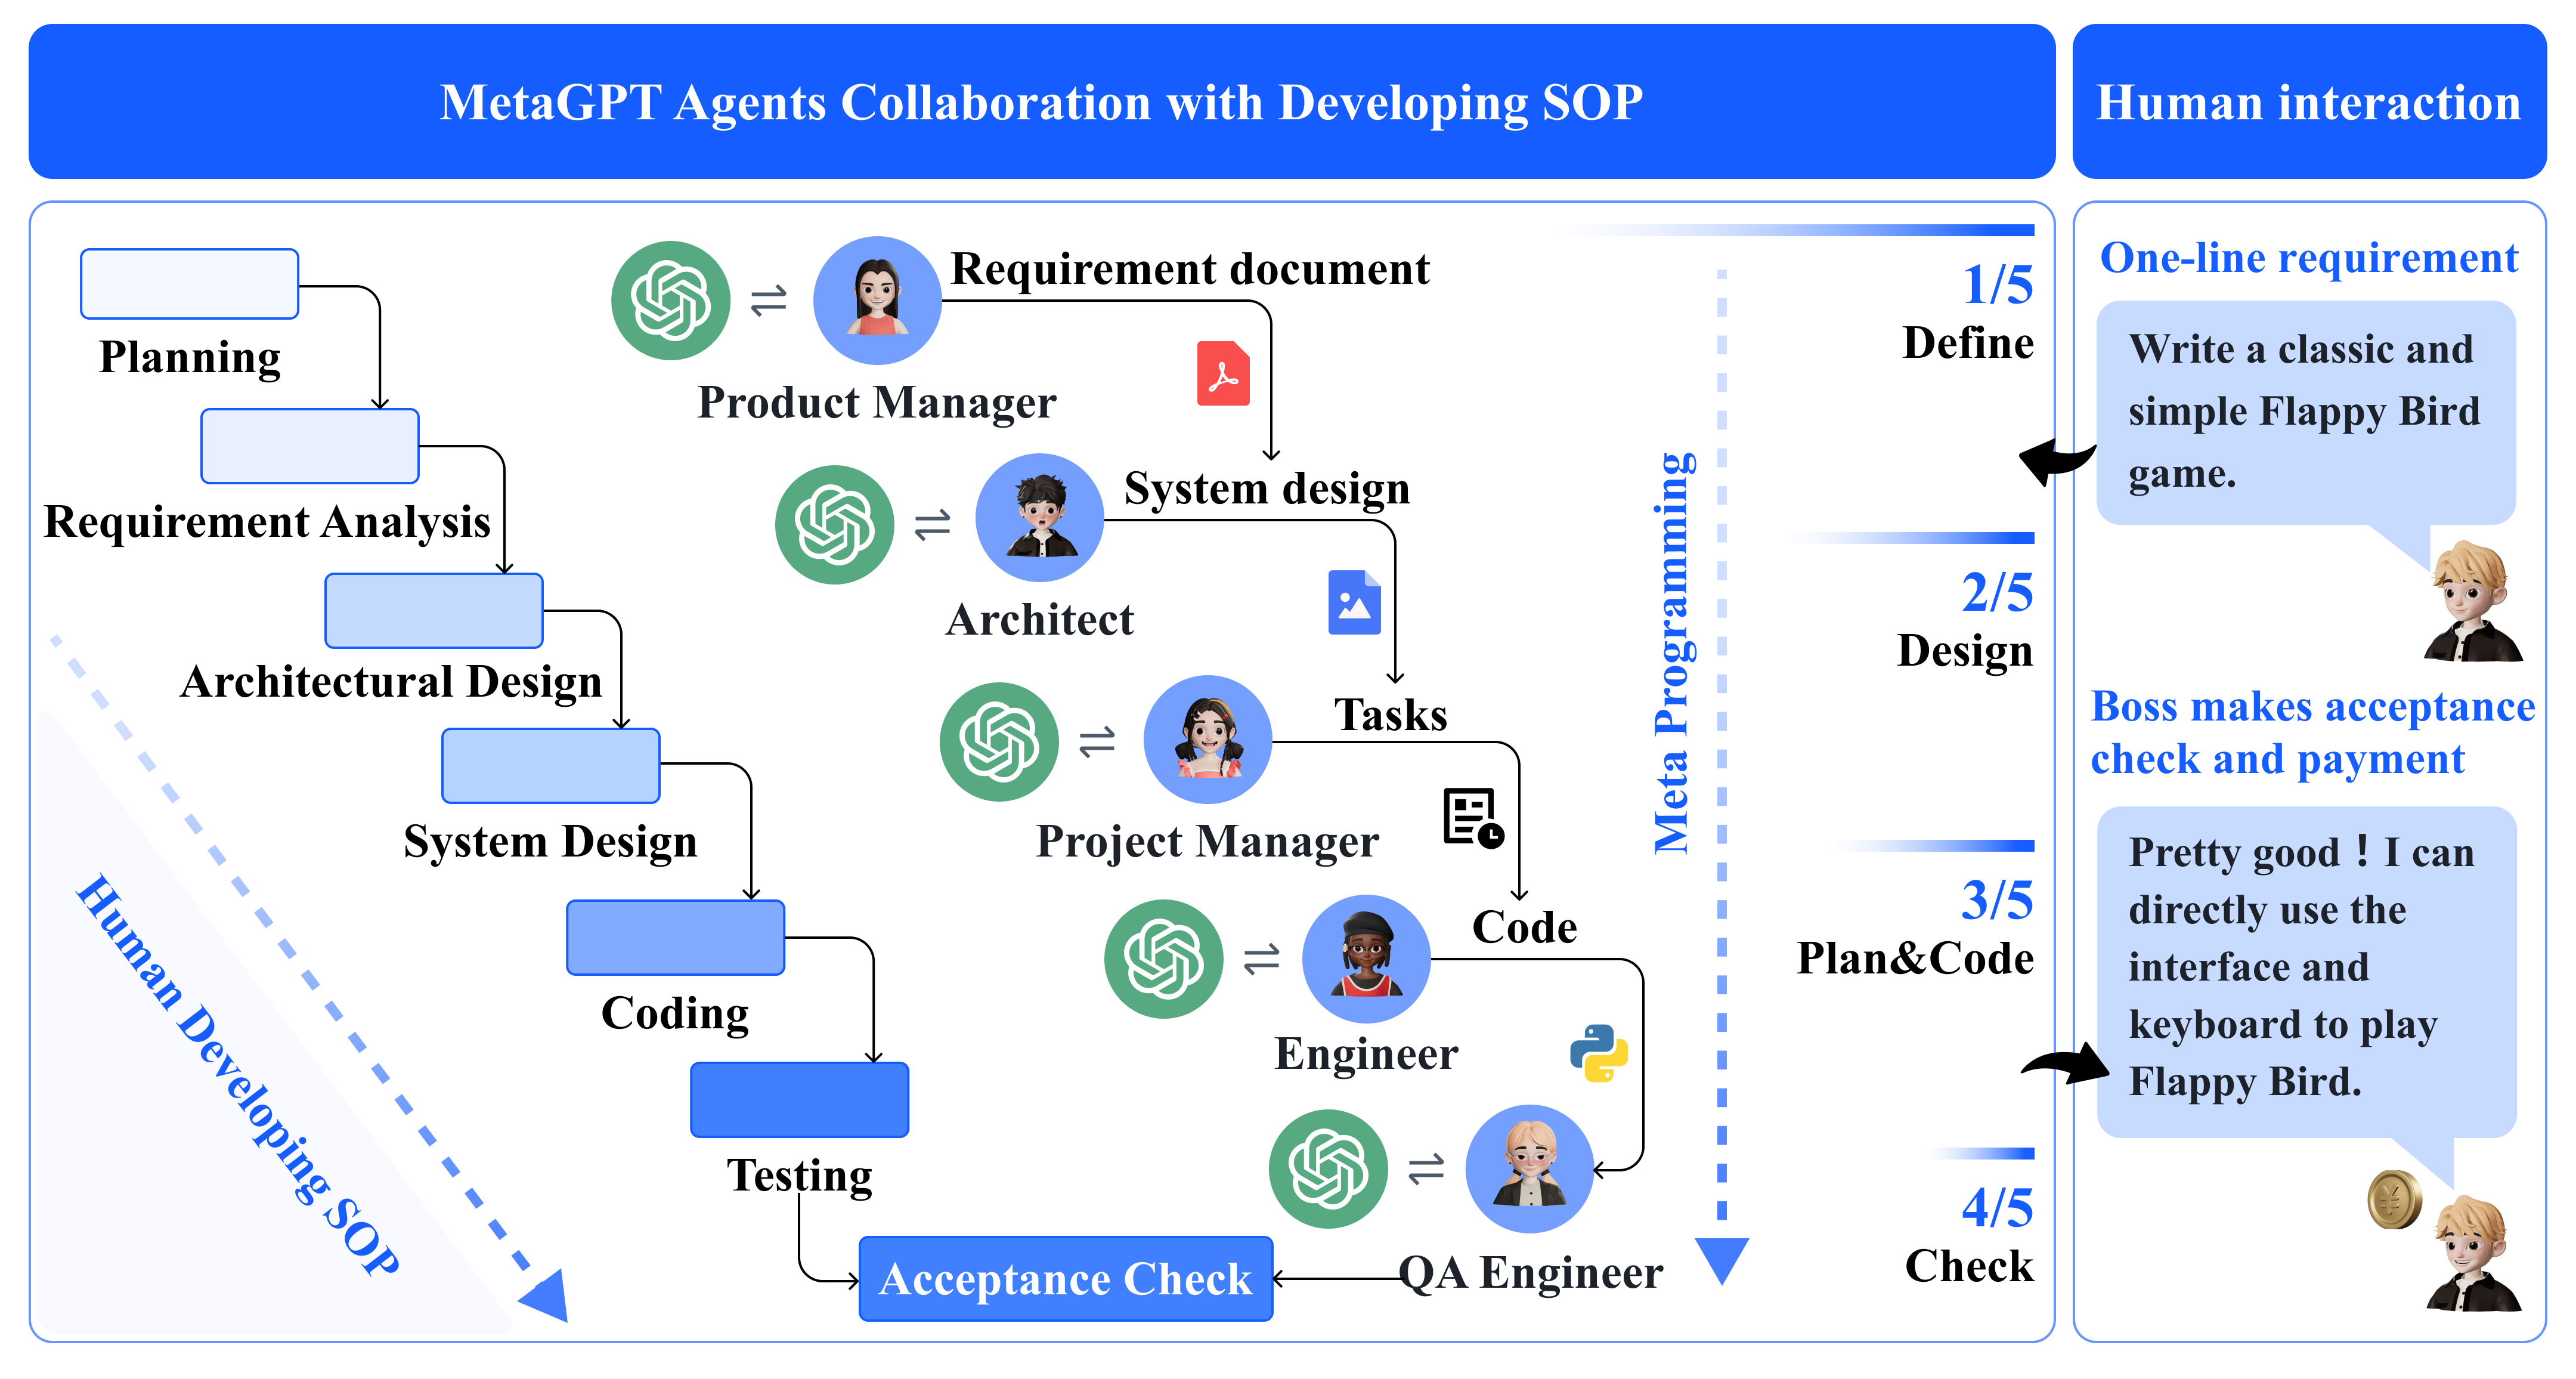 MetaGPT Agents Collaboration with Developing SOP
Human interaction
Planning
Requirement Analysis
Architectural Design
System Design
Coding
Testing
Human Developing SOP
Requirement document
Product Manager
System design
Architect
Tasks
Project Manager
Code
Engineer
QA Engineer
Acceptance Check
Meta Programming
1/5
Define
2/5
Design
3/5
Plan&Code
4/5
Check
One-line requirement
Write a classic and
simple Flappy Bird
game.
Boss makes acceptance
check and payment
Pretty good！I can
directly use the
interface and
keyboard to play
Flappy Bird.
¥